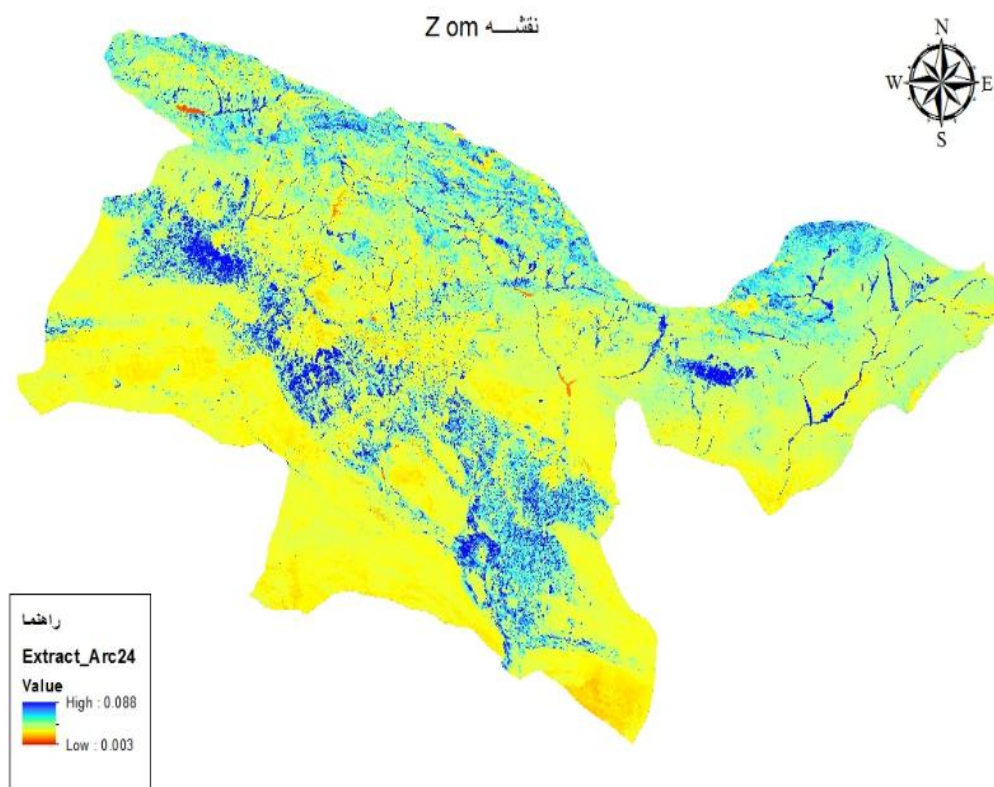 Z om نقشـــه
N
W
E
S
راهنما
Extract_Arc24
Value
High : 0.088
Low : 0.003